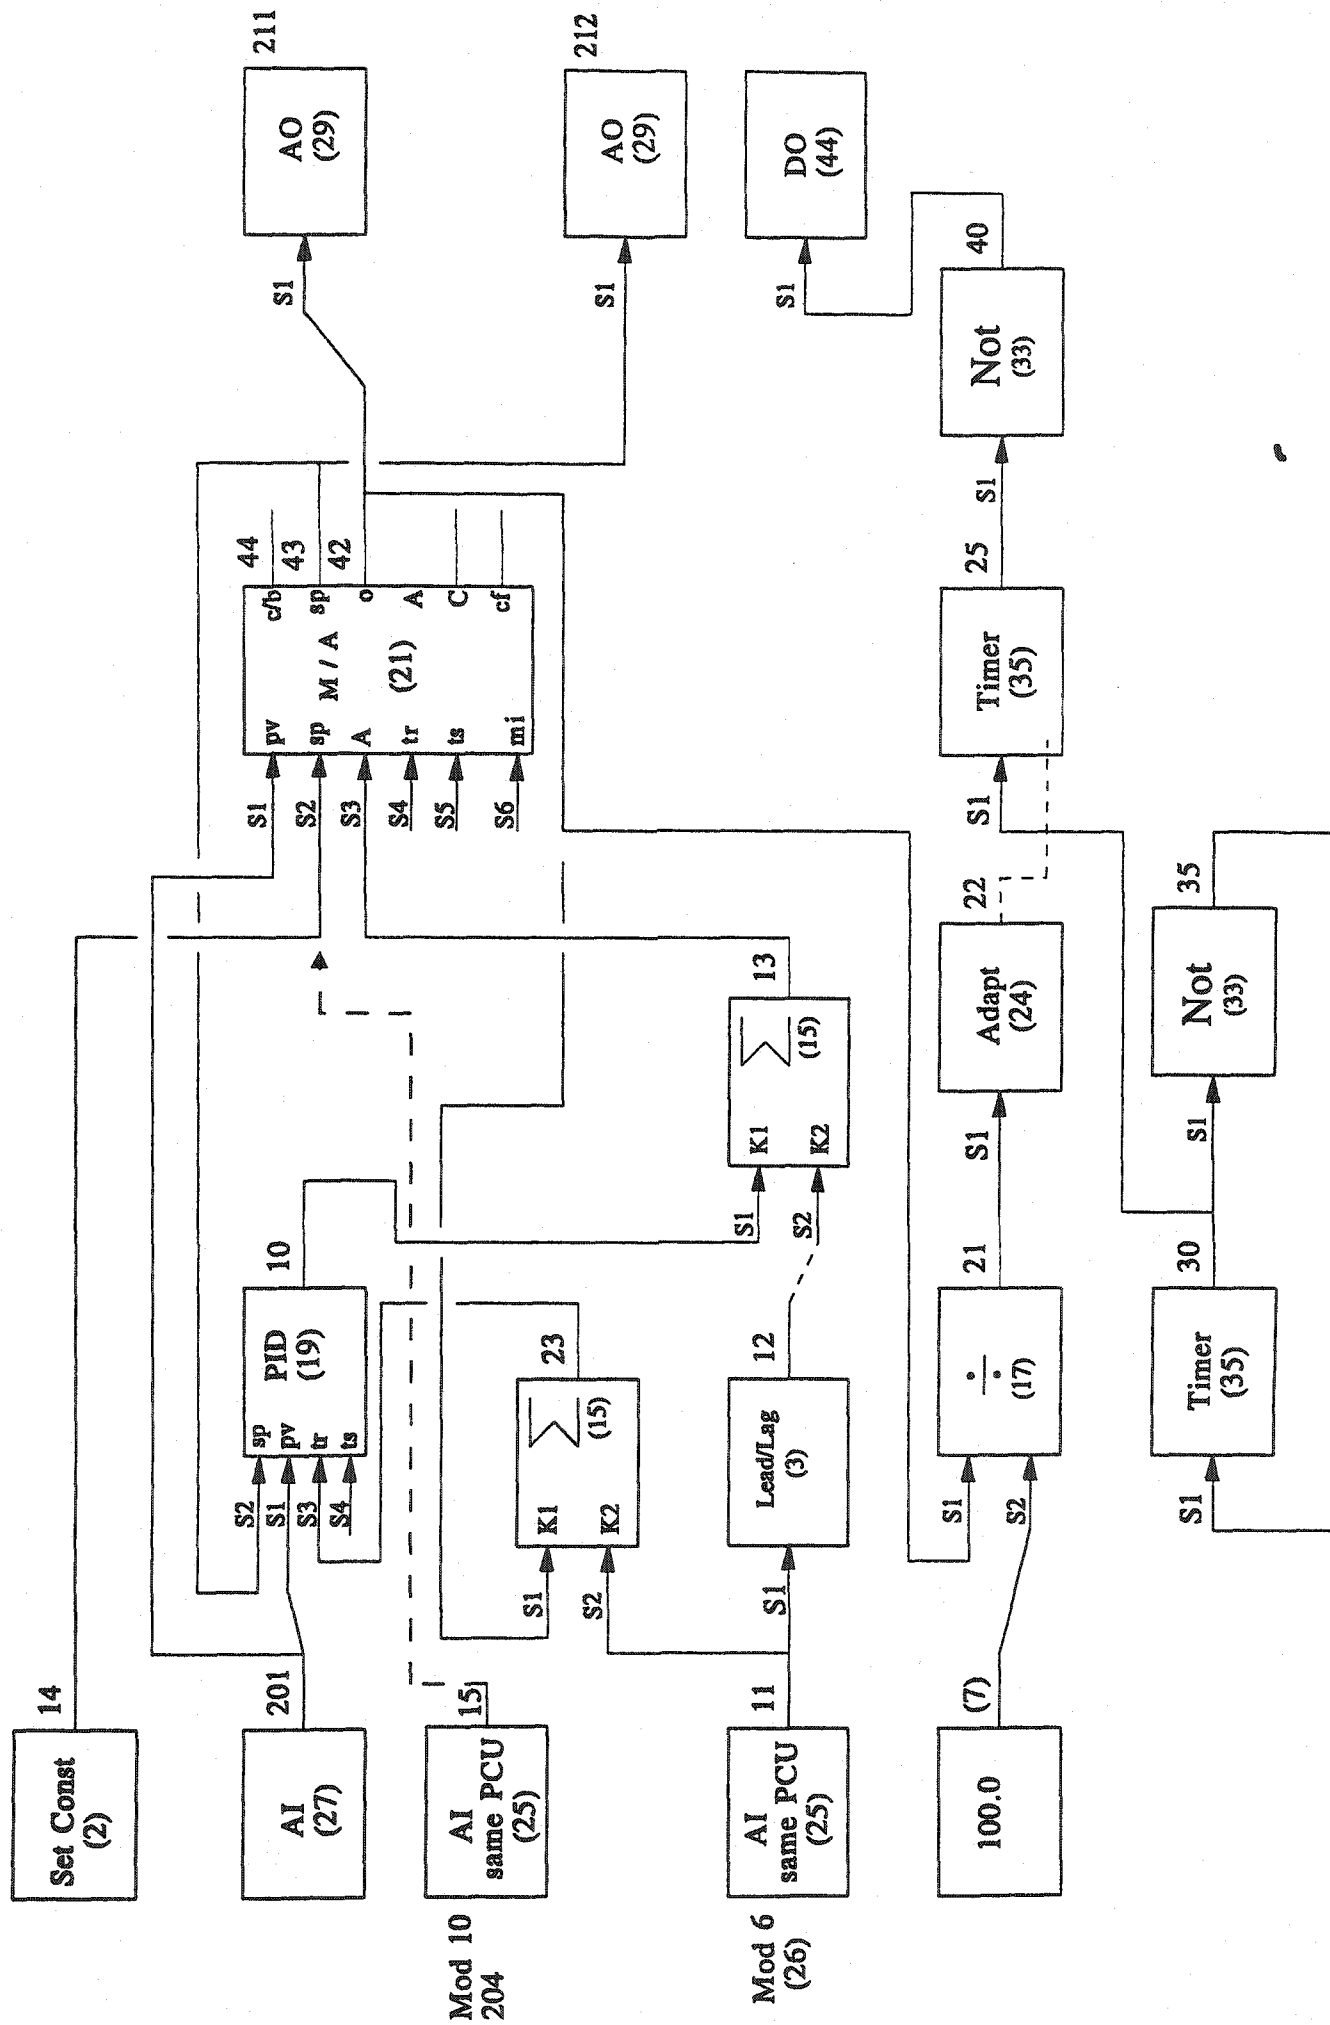 Set Const
(2)
14
AI
(27)
201
Mod 10
204
AI
same PCU
(25)
15
Mod 6
(26)
AI
same PCU
(25)
11
100.0
(7)
S2
S1
S3
S4
sp
pv
tr
ts
PID
(19)
10
S1
S2
K1
K2
Σ
(15)
23
S1
Lead/Lag
(3)
12
S1
S2
÷
(17)
21
S1
Timer
(35)
30
S1
S2
K1
K2
Σ
(15)
13
S1
Adapt
(24)
22
S1
Not
(33)
35
S1
S2
S3
S4
S5
S6
pv
sp
A
tr
ts
mi
M / A
(21)
c/b
sp
o
A
C
cf
44
43
42
S1
Timer
(35)
25
S1
Not
(33)
40
S1
AO
(29)
211
S1
AO
(29)
212
S1
DO
(44)